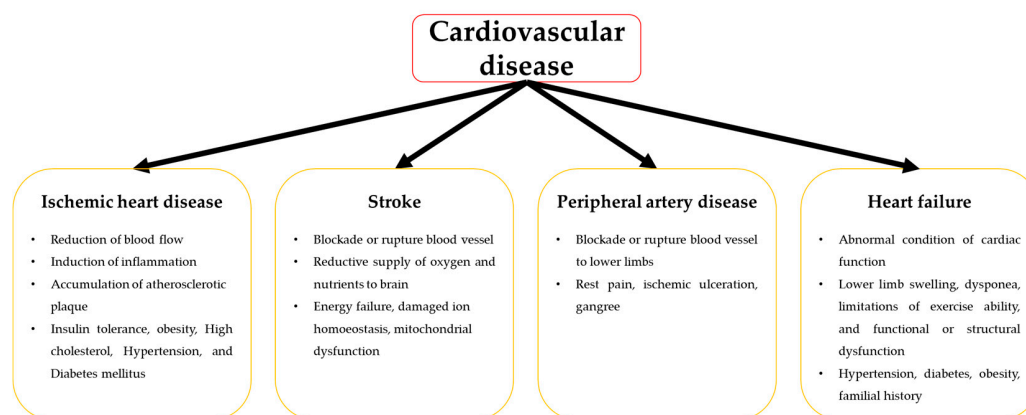 Cardiovascular
disease
Ischemic heart disease
• Reduction of blood flow
• Induction of inflammation
• Accumulation of atherosclerotic
plaque
• Insulin tolerance, obesity, High
cholesterol, Hypertension, and
Diabetes mellitus
Stroke
• Blockade or rupture blood vessel
• Reductive supply of oxygen and
nutrients to brain
• Energy failure, damaged ion
homoeostasis, mitochondrial
dysfunction
Peripheral artery disease
• Blockade or rupture blood vessel
to lower limbs
• Rest pain, ischemic ulceration,
gangree
Heart failure
• Abnormal condition of cardiac
function
• Lower limb swelling, dysponea,
limitations of exercise ability,
and functional or structural
dysfunction
• Hypertension, diabetes, obesity,
familial history